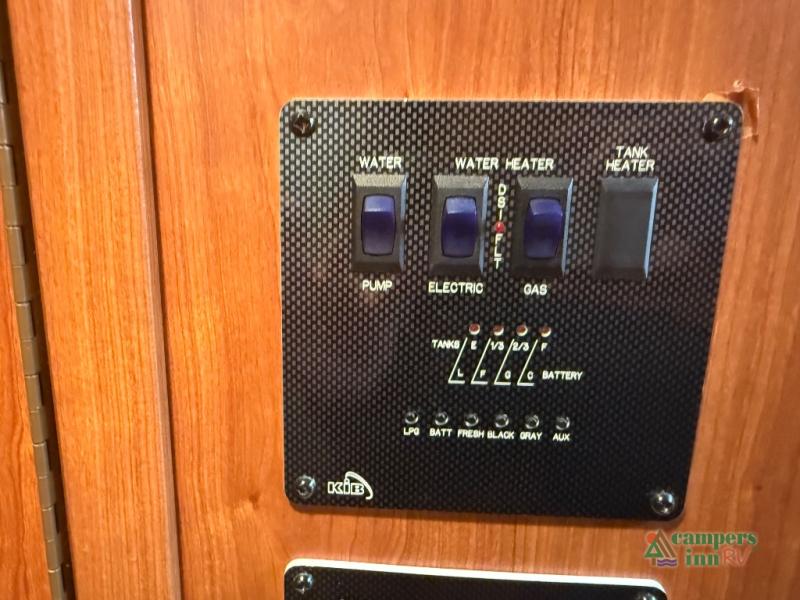 WATER
WATER HEATER
TANK
HEATER
DSI
FLT
PUMP
ELECTRIC
GAS
TANKS E 1/3 2/3 F
L F G C BATTERY
LPG BATT FRESH BLACK GRAY AUX
KIB
campers
inn RV